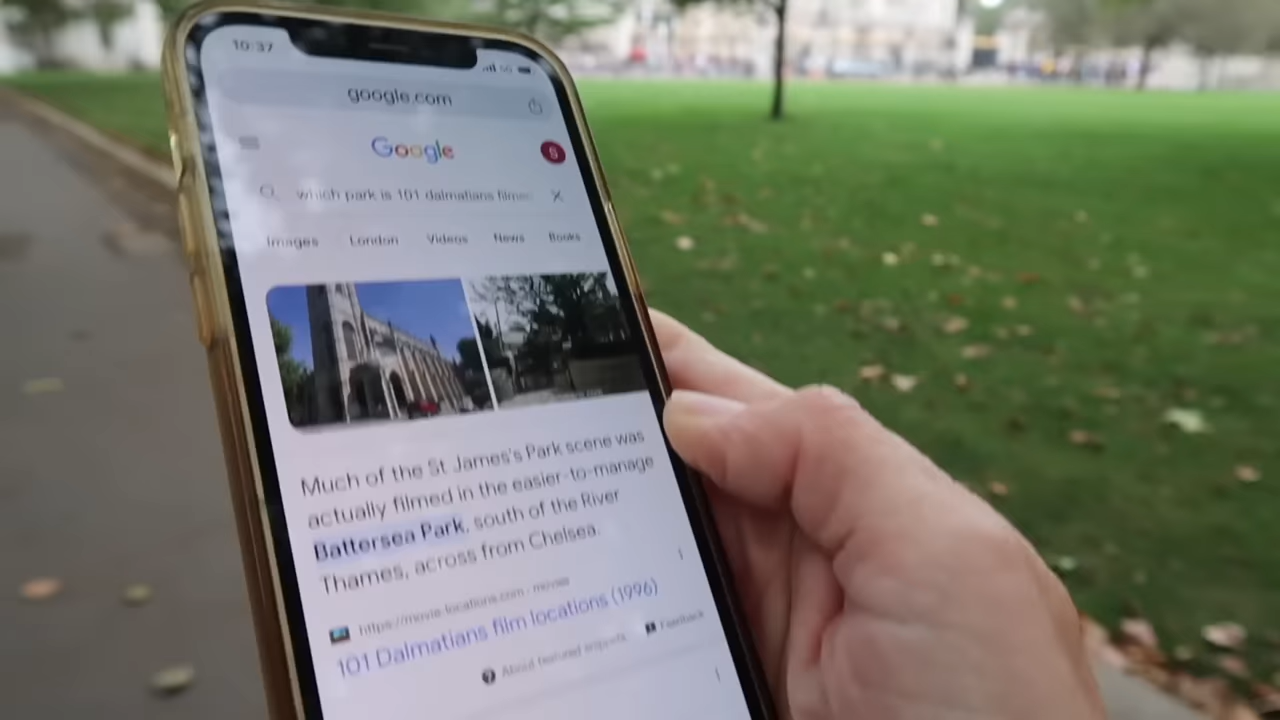 10:37
5G
google.com
Google
S
which park is 101 dalmatians filme
Images London Videos News Books
Much of the St James's Park scene was
actually filmed in the easier-to-manage
Battersea Park, south of the River
Thames, across from Chelsea.
https://movie-locations.com › movies
101 Dalmatians film locations (1996)
About featured snippets Feedback